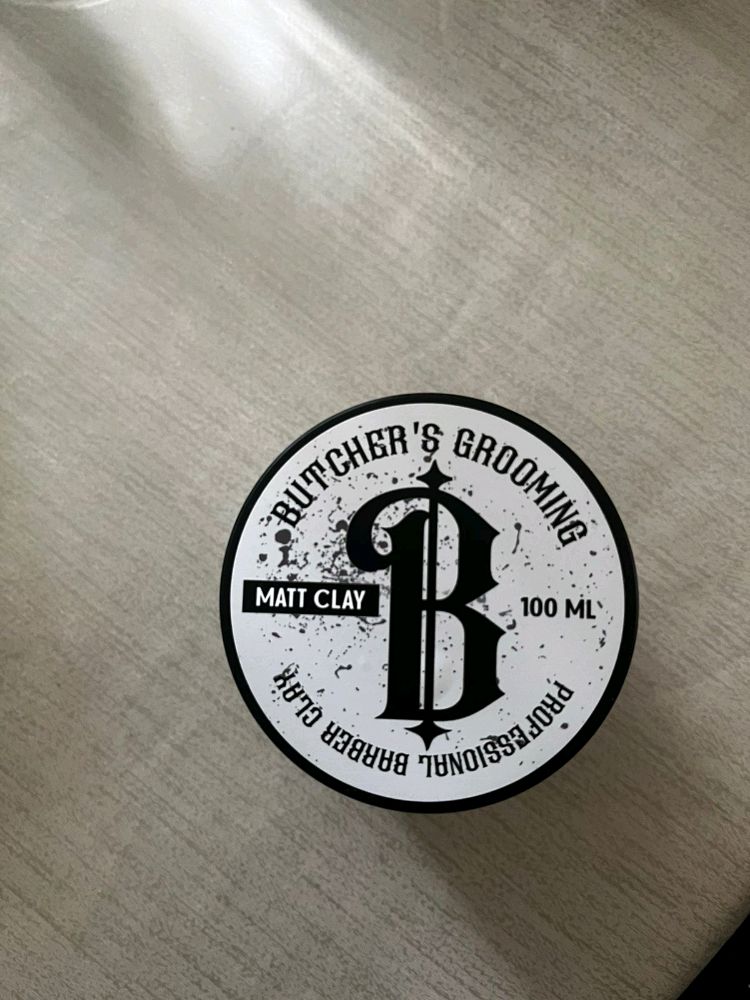 BUTCHER'S GROOMING
B
MATT CLAY
100 ML
PROFESSIONAL BARBER CLAY